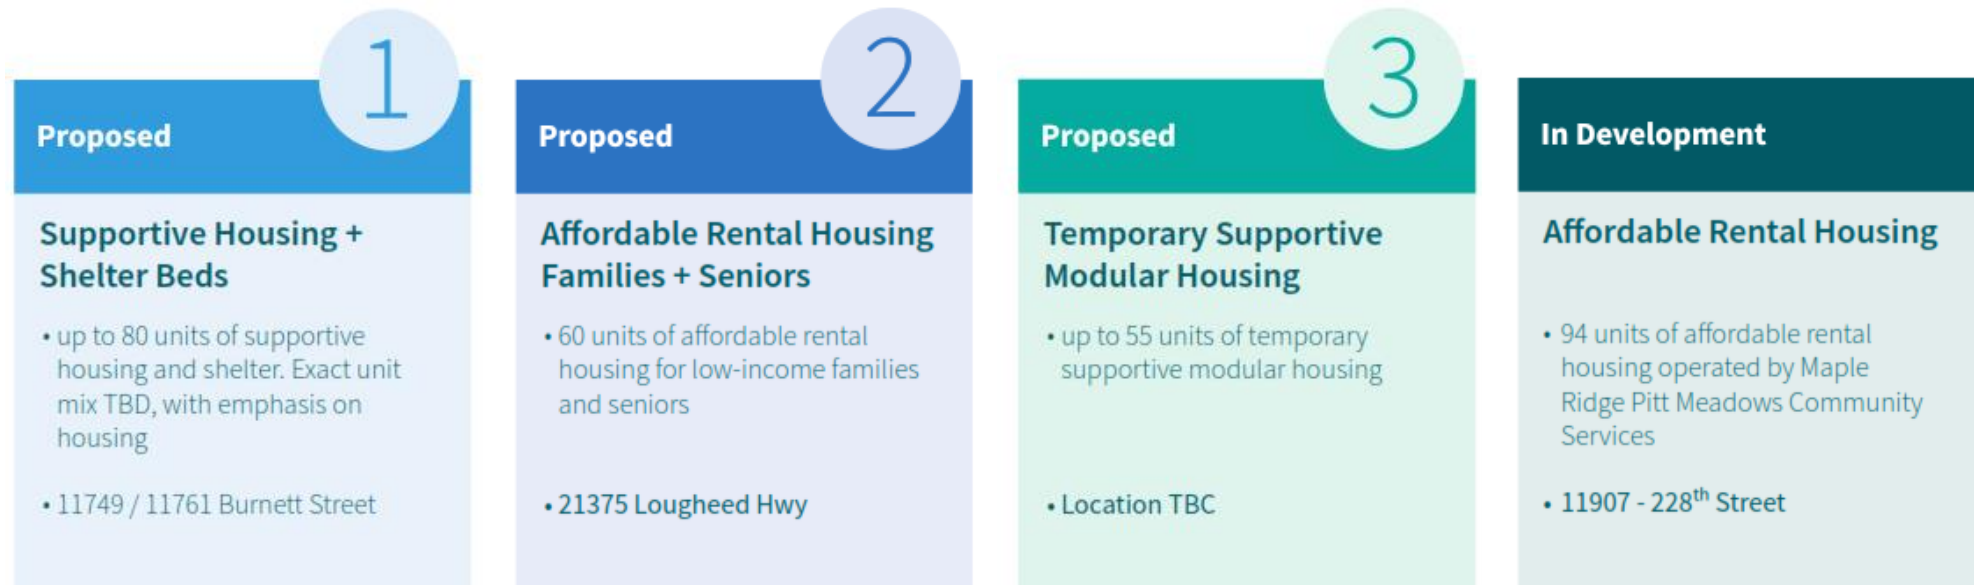 1
Proposed
Supportive Housing +
Shelter Beds
• up to 80 units of supportive
housing and shelter. Exact unit
mix TBD, with emphasis on
housing
• 11749 / 11761 Burnett Street
2
Proposed
Affordable Rental Housing
Families + Seniors
• 60 units of affordable rental
housing for low-income families
and seniors
• 21375 Lougheed Hwy
3
Proposed
Temporary Supportive
Modular Housing
• up to 55 units of temporary
supportive modular housing
• Location TBC
In Development
Affordable Rental Housing
• 94 units of affordable rental
housing operated by Maple
Ridge Pitt Meadows Community
Services
• 11907 - 228th Street